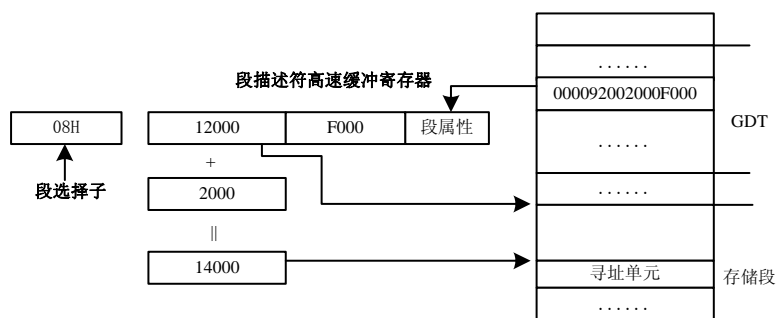 ......
段描述符高速缓冲寄存器
000092002000F000
08H
12000
F000
段属性
GDT
......
+
段选择子
2000
......
||
14000
寻址单元
存储段
......